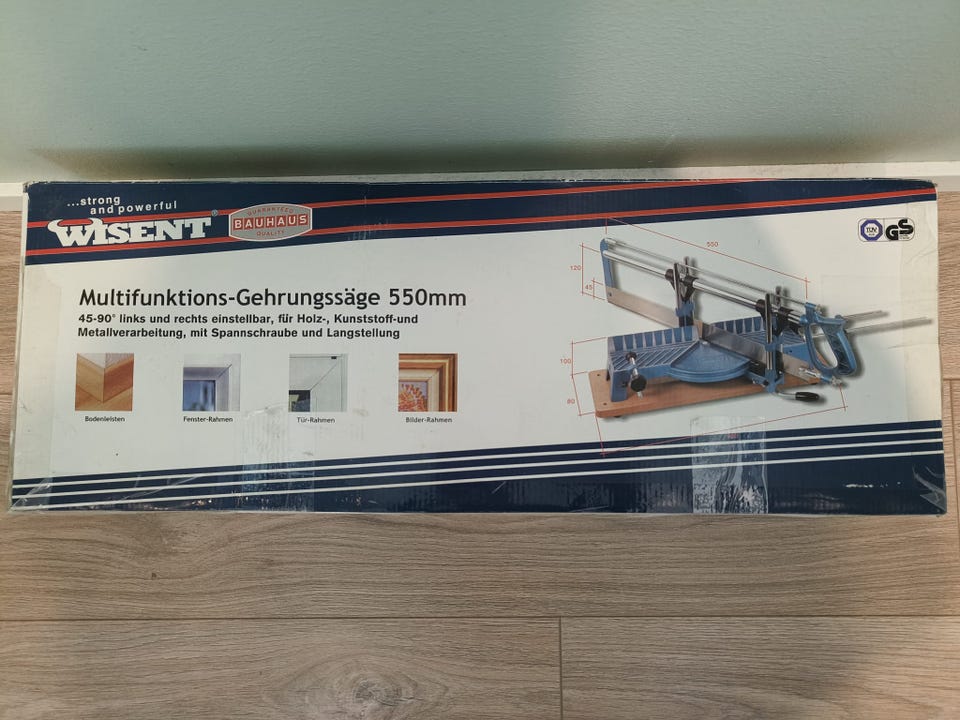 ...strong
and powerful
WISENT®
GUARANTEED
BAUHAUS
QUALITY
Multifunktions-Gehrungssäge 550mm
45-90° links und rechts einstellbar, für Holz-, Kunststoff-und
Metallverarbeitung, mit Spannschraube und Langstellung
Bodenleisten
Fenster-Rahmen
Tür-Rahmen
Bilder-Rahmen
550
120
45
100
80
TÜV
GS